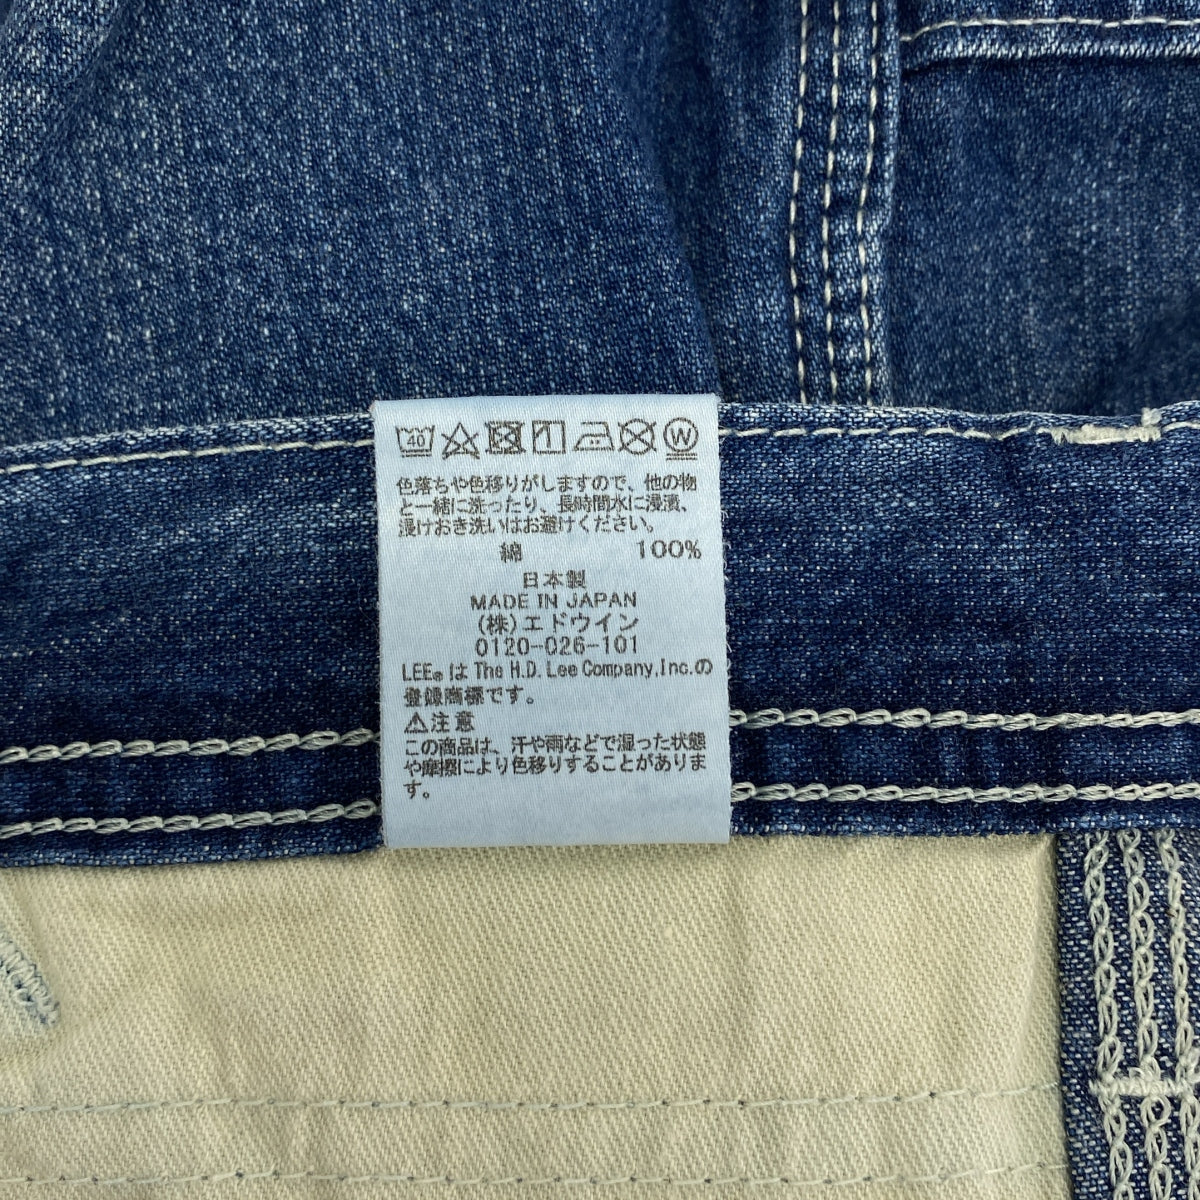 40 W
色落ちや色移りがしますので、他の物
と一緒に洗ったり、長時間水に浸漬、
浸けおき洗いはお避けください。
綿 100%
日本製
MADE IN JAPAN
(株)エドウイン
0120-026-101
LEE®は The H.D. Lee Company,Inc.の
登録商標です。
⚠注意
この商品は、汗や雨などで湿った状態
や摩擦により色移りすることがありま
す。